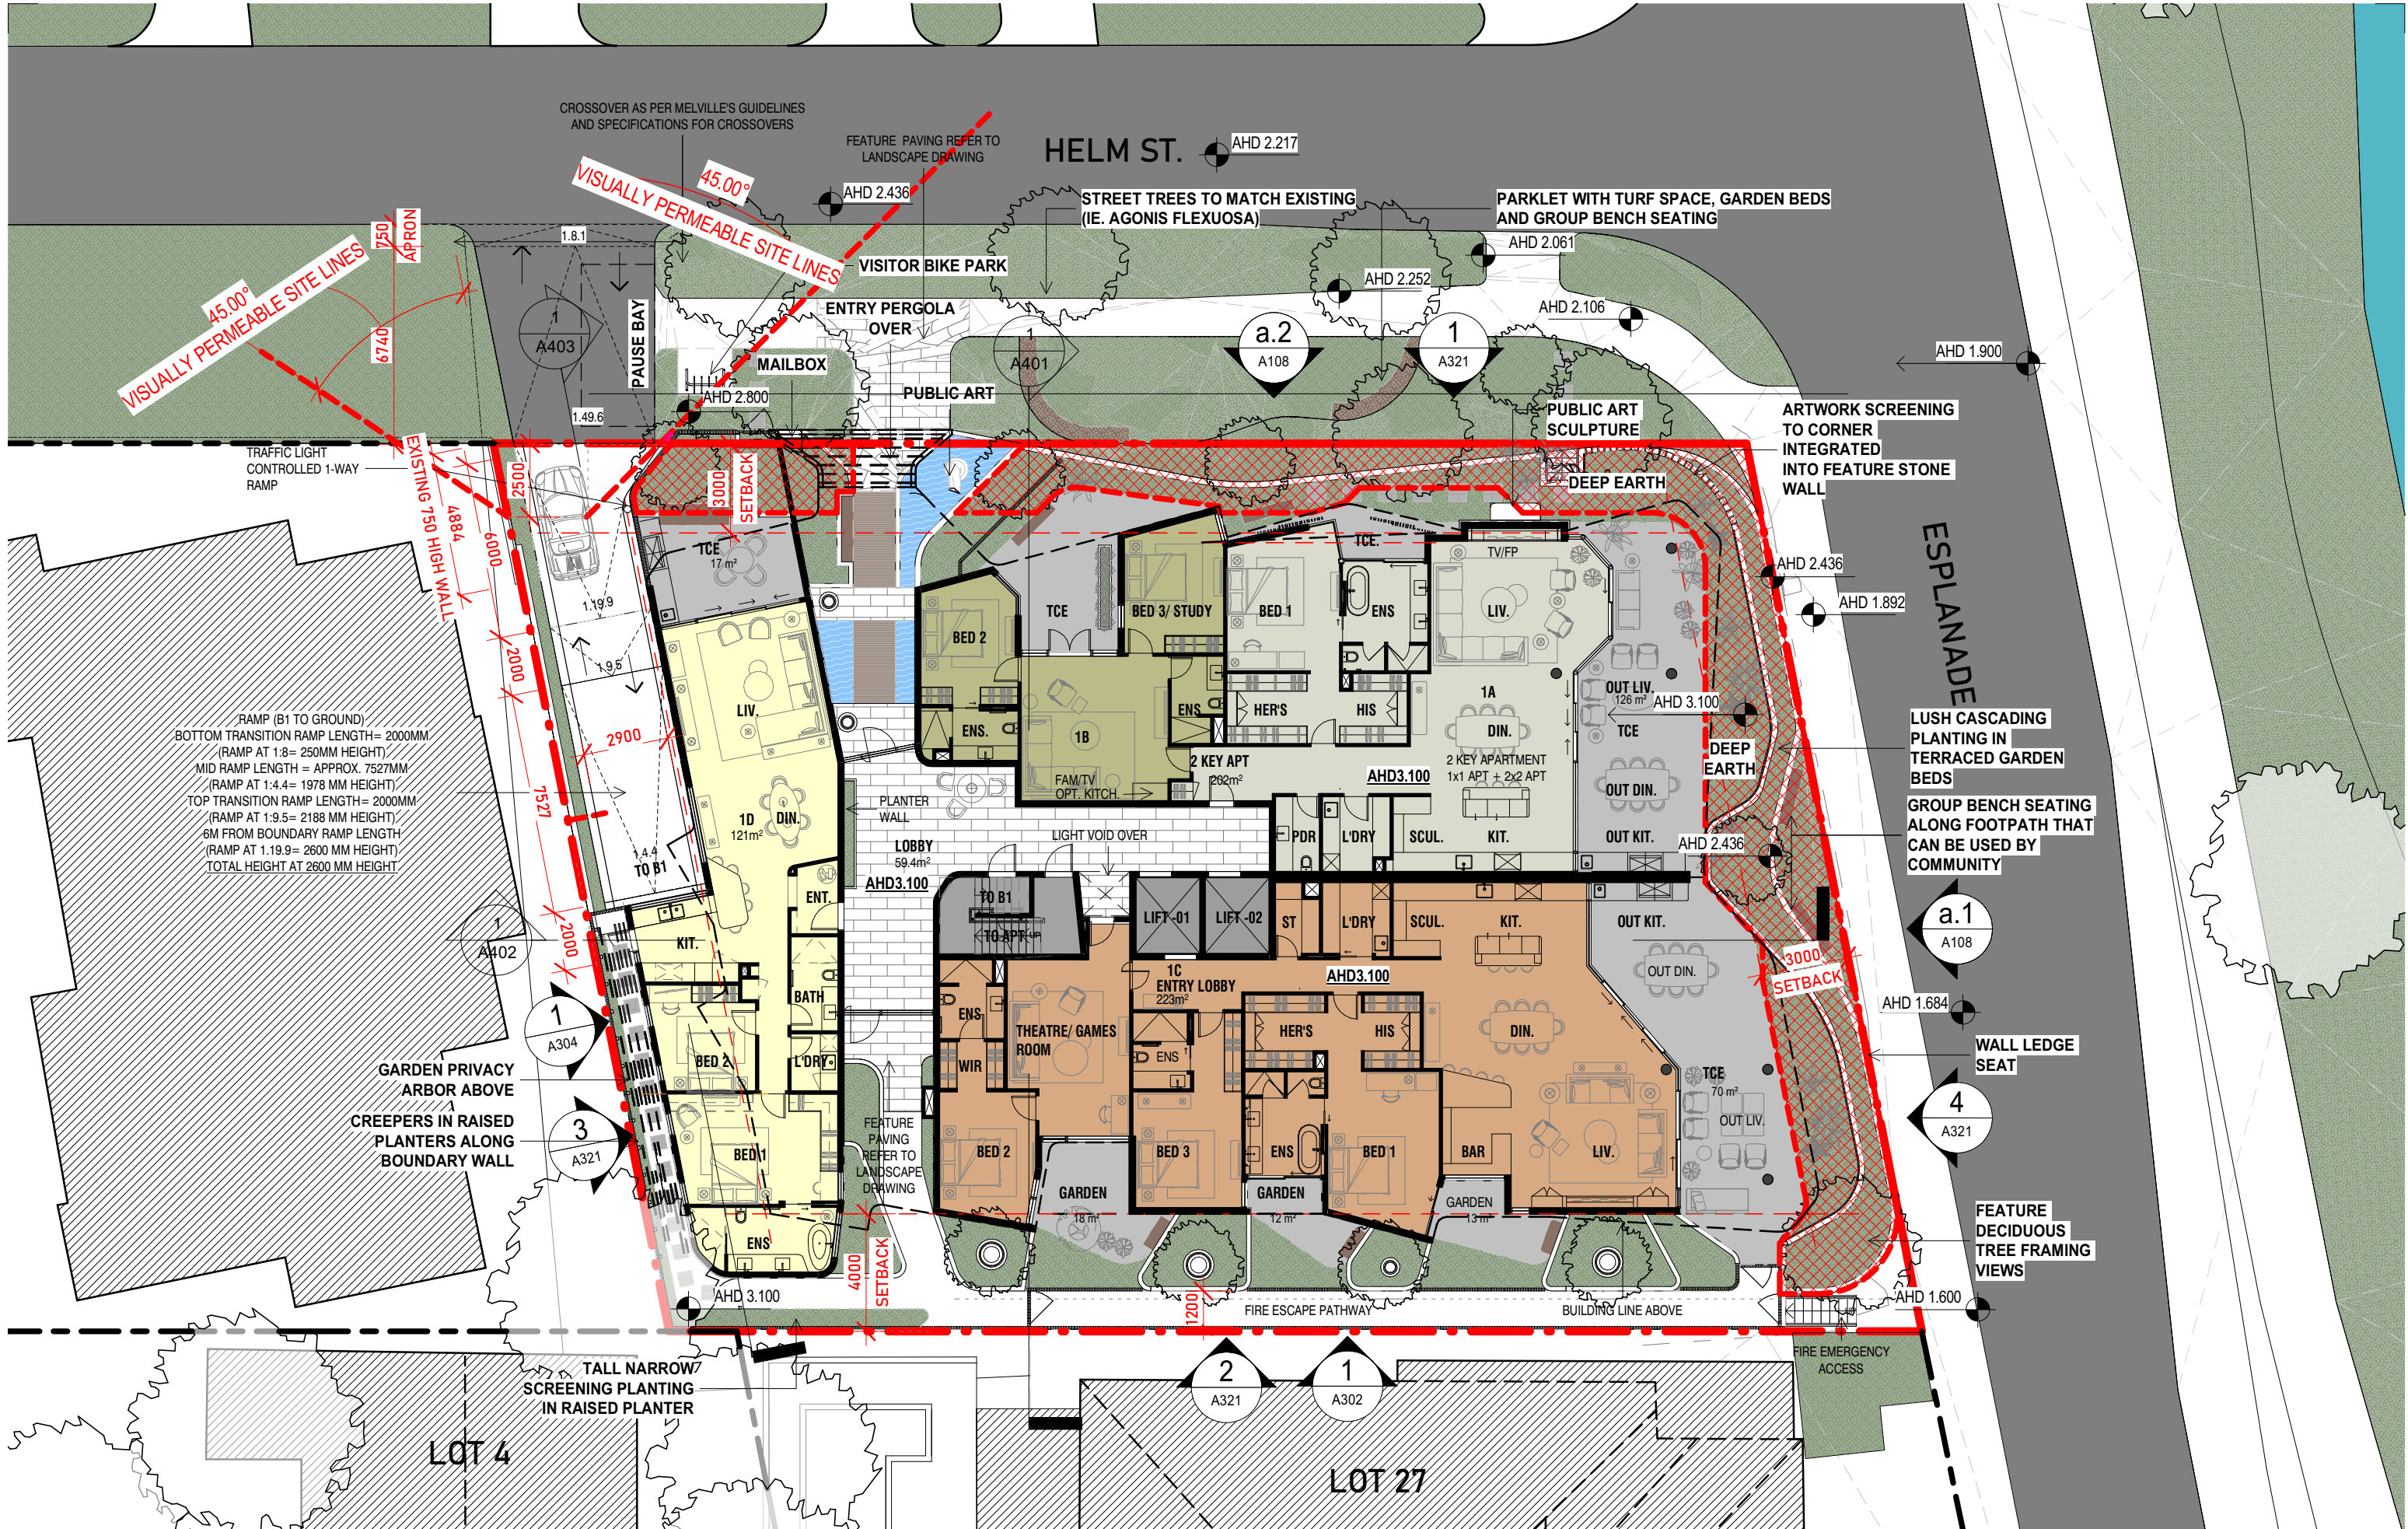 CROSSOVER AS PER MELVILLE'S GUIDELINES
AND SPECIFICATIONS FOR CROSSOVERS
FEATURE PAVING REFER TO
LANDSCAPE DRAWING
HELM ST.
AHD 2.217
45.00°
VISUALLY PERMEABLE SITE LINES
AHD 2.436
STREET TREES TO MATCH EXISTING
(IE. AGONIS FLEXUOSA)
PARKLET WITH TURF SPACE, GARDEN BEDS
AND GROUP BENCH SEATING
750
APRON
1.8.1
AHD 2.061
VISITOR BIKE PARK
AHD 2.252
45.00°
VISUALLY PERMEABLE SITE LINES
6740
ENTRY PERGOLA
OVER
AHD 2.106
1
A403
PAUSE BAY
1
A401
a.2
A108
1
A321
AHD 1.900
MAILBOX
AHD 2.800
PUBLIC ART
1.49.6
PUBLIC ART
SCULPTURE
ARTWORK SCREENING
TO CORNER
INTEGRATED
INTO FEATURE STONE
WALL
TRAFFIC LIGHT
CONTROLLED 1-WAY
RAMP
EXISTING 750 HIGH WALL
2500
3000
SETBACK
DEEP EARTH
4884
6000
ESPLANADE
TCE
17 m²
TCE.
TV/FP
AHD 2.436
1.19.9
BED 2
TCE
BED 3/ STUDY
BED 1
ENS
LIV.
AHD 1.892
2000
1.9.5
LIV.
ENS.
1B
ENS
HER'S
HIS
1A
DIN.
OUT LIV.
126 m²
AHD 3.100
TCE
RAMP (B1 TO GROUND)
BOTTOM TRANSITION RAMP LENGTH= 2000MM
(RAMP AT 1:8= 250MM HEIGHT)
MID RAMP LENGTH = APPROX. 7527MM
(RAMP AT 1:4.4= 1978 MM HEIGHT)
TOP TRANSITION RAMP LENGTH= 2000MM
(RAMP AT 1:9.5= 2188 MM HEIGHT)
6M FROM BOUNDARY RAMP LENGTH
(RAMP AT 1.19.9= 2600 MM HEIGHT)
TOTAL HEIGHT AT 2600 MM HEIGHT
2900
7527
LUSH CASCADING
PLANTING IN
TERRACED GARDEN
BEDS
DEEP
EARTH
2 KEY APT
202m²
2 KEY APARTMENT
1x1 APT + 2x2 APT
AHD3.100
FAM/TV
OPT. KITCH.
OUT DIN.
PLANTER
WALL
1D
121m²
DIN.
GROUP BENCH SEATING
ALONG FOOTPATH THAT
CAN BE USED BY
COMMUNITY
LOBBY
59.4m²
LIGHT VOID OVER
PDR
L'DRY
SCUL.
KIT.
OUT KIT.
AHD 2.436
1.4.4
TO B1
AHD3.100
ENT.
TO B1
TO APT
UP
LIFT -01
LIFT -02
ST
L'DRY
SCUL.
KIT.
OUT KIT.
a.1
A108
1
A402
2000
KIT.
BATH
1C
ENTRY LOBBY
223m²
AHD3.100
OUT DIN.
3000
SETBACK
AHD 1.684
1
A304
ENS
THEATRE/ GAMES
ROOM
HER'S
HIS
DIN.
WALL LEDGE
SEAT
GARDEN PRIVACY
ARBOR ABOVE
BED 2
L'DRY
WIR
ENS
TCE
70 m²
CREEPERS IN RAISED
PLANTERS ALONG
BOUNDARY WALL
3
A321
FEATURE
PAVING
REFER TO
LANDSCAPE
DRAWING
4
A321
OUT LIV.
BED 1
BED 2
BED 3
ENS
BED 1
BAR
LIV.
GARDEN
18 m²
GARDEN
12 m²
GARDEN
13 m²
FEATURE
DECIDUOUS
TREE FRAMING
VIEWS
ENS
4000
SETBACK
AHD 3.100
1200
FIRE ESCAPE PATHWAY
BUILDING LINE ABOVE
AHD 1.600
FIRE EMERGENCY
ACCESS
TALL NARROW
SCREENING PLANTING
IN RAISED PLANTER
2
A321
1
A302
LOT 4
LOT 27